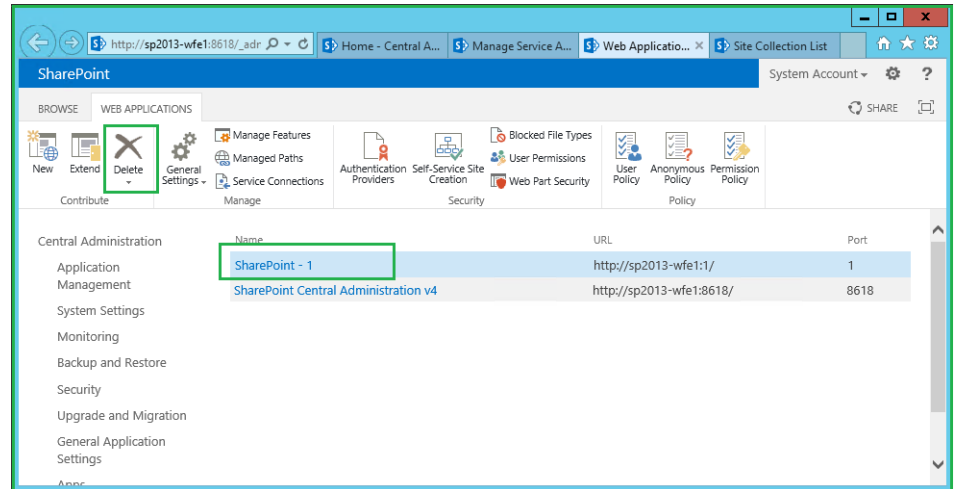 http://sp2013-wfe1:8618/_adr
Home - Central A...
Manage Service A...
Web Applicatio...
Site Collection List
SharePoint
System Account
?
BROWSE
WEB APPLICATIONS
SHARE
New
Extend
Delete
General Settings
Manage Features
Managed Paths
Service Connections
Authentication Providers
Self-Service Site Creation
Blocked File Types
User Permissions
Web Part Security
User Policy
Anonymous Policy
Permission Policy
Contribute
Manage
Security
Policy
Central Administration
Application
Management
System Settings
Monitoring
Backup and Restore
Security
Upgrade and Migration
General Application
Settings
Apps
Name
URL
Port
SharePoint - 1
http://sp2013-wfe1:1/
1
SharePoint Central Administration v4
http://sp2013-wfe1:8618/
8618